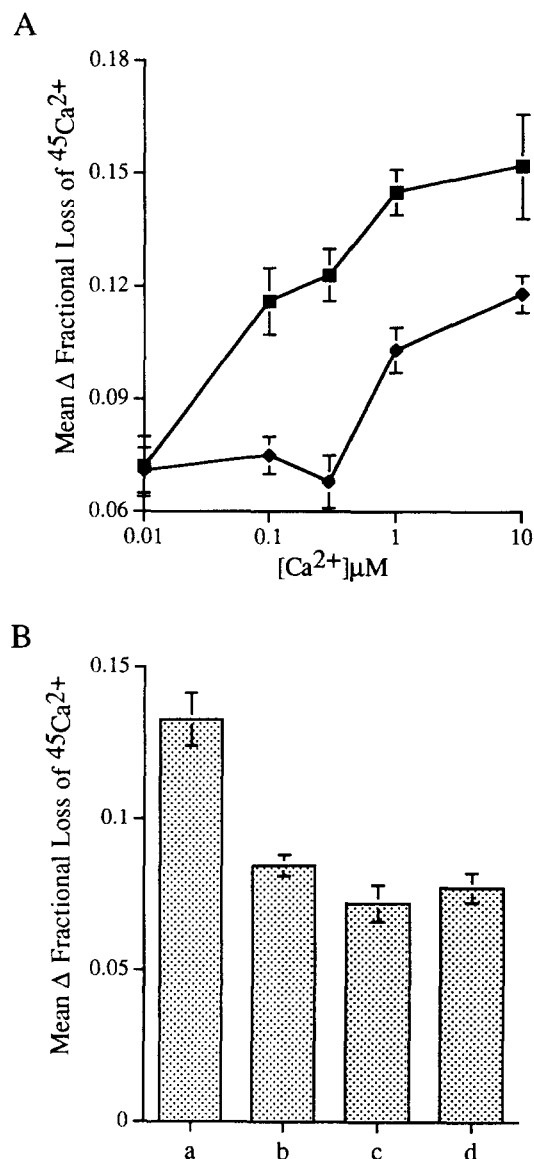 A
Mean Δ Fractional Loss of ⁴⁵Ca²⁺
0.18
0.15
0.12
0.09
0.06
0.01
0.1
1
10
[Ca²⁺]μM
B
Mean Δ Fractional Loss of ⁴⁵Ca²⁺
0.15
0.1
0.05
0
a
b
c
d